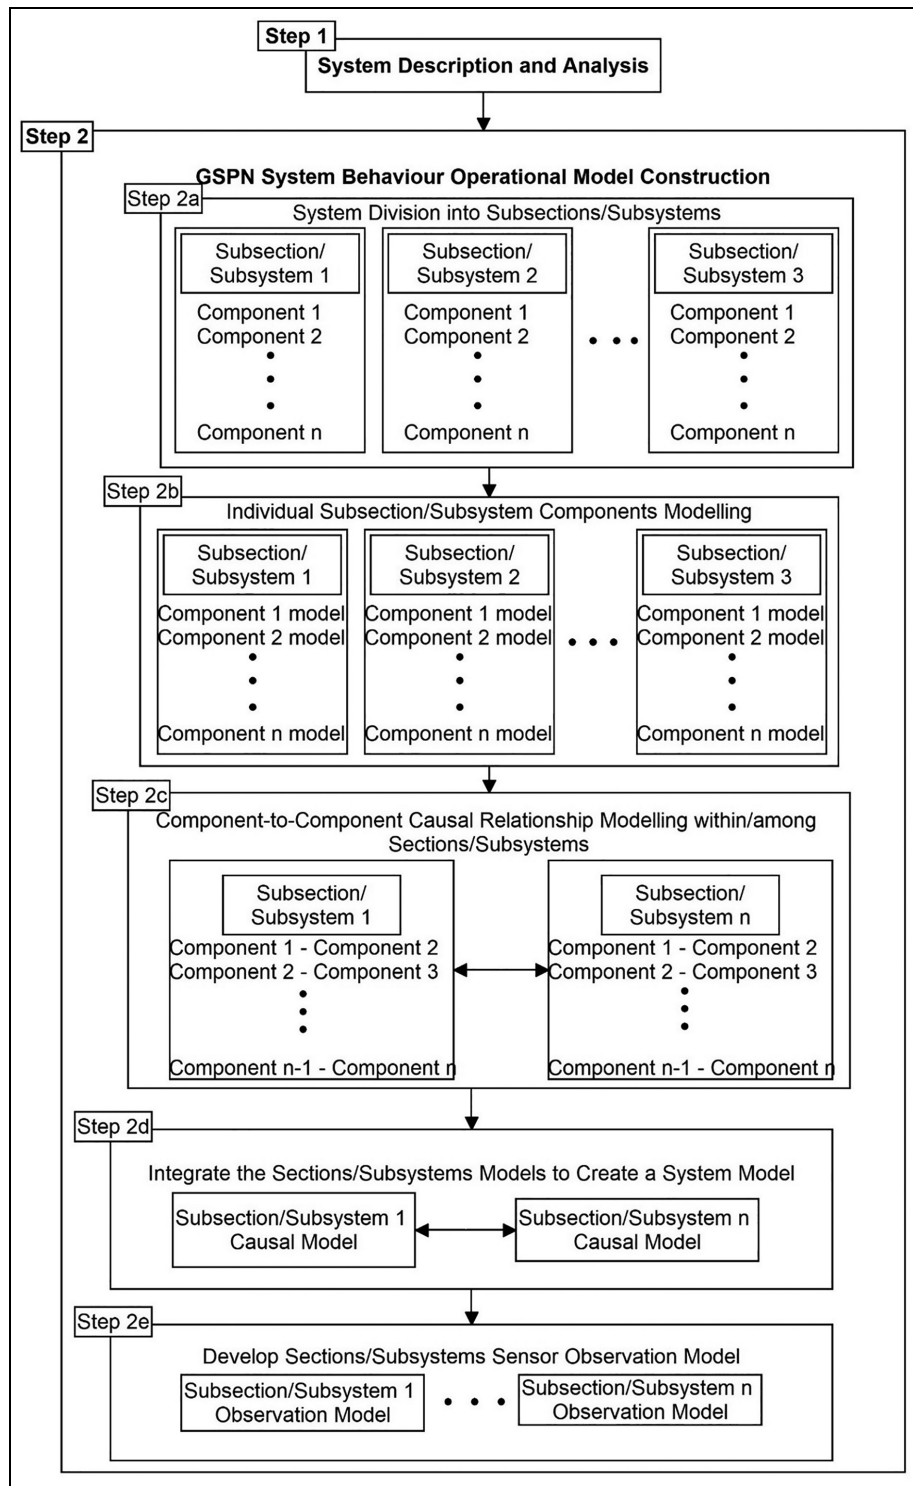 Step 1
System Description and Analysis
Step 2
GSPN System Behaviour Operational Model Construction
Step 2a
System Division into Subsections/Subsystems
Subsection/
Subsystem 1
Component 1
Component 2
Component n
Subsection/
Subsystem 2
Component 1
Component 2
Component n
Subsection/
Subsystem 3
Component 1
Component 2
Component n
Step 2b
Individual Subsection/Subsystem Components Modelling
Subsection/
Subsystem 1
Component 1 model
Component 2 model
Component n model
Subsection/
Subsystem 2
Component 1 model
Component 2 model
Component n model
Subsection/
Subsystem 3
Component 1 model
Component 2 model
Component n model
Step 2c
Component-to-Component Causal Relationship Modelling within/among
Sections/Subsystems
Subsection/
Subsystem 1
Component 1 - Component 2
Component 2 - Component 3
Component n-1 - Component n
Subsection/
Subsystem n
Component 1 - Component 2
Component 2 - Component 3
Component n-1 - Component n
Step 2d
Integrate the Sections/Subsystems Models to Create a System Model
Subsection/Subsystem 1
Causal Model
Subsection/Subsystem n
Causal Model
Step 2e
Develop Sections/Subsystems Sensor Observation Model
Subsection/Subsystem 1
Observation Model
Subsection/Subsystem n
Observation Model